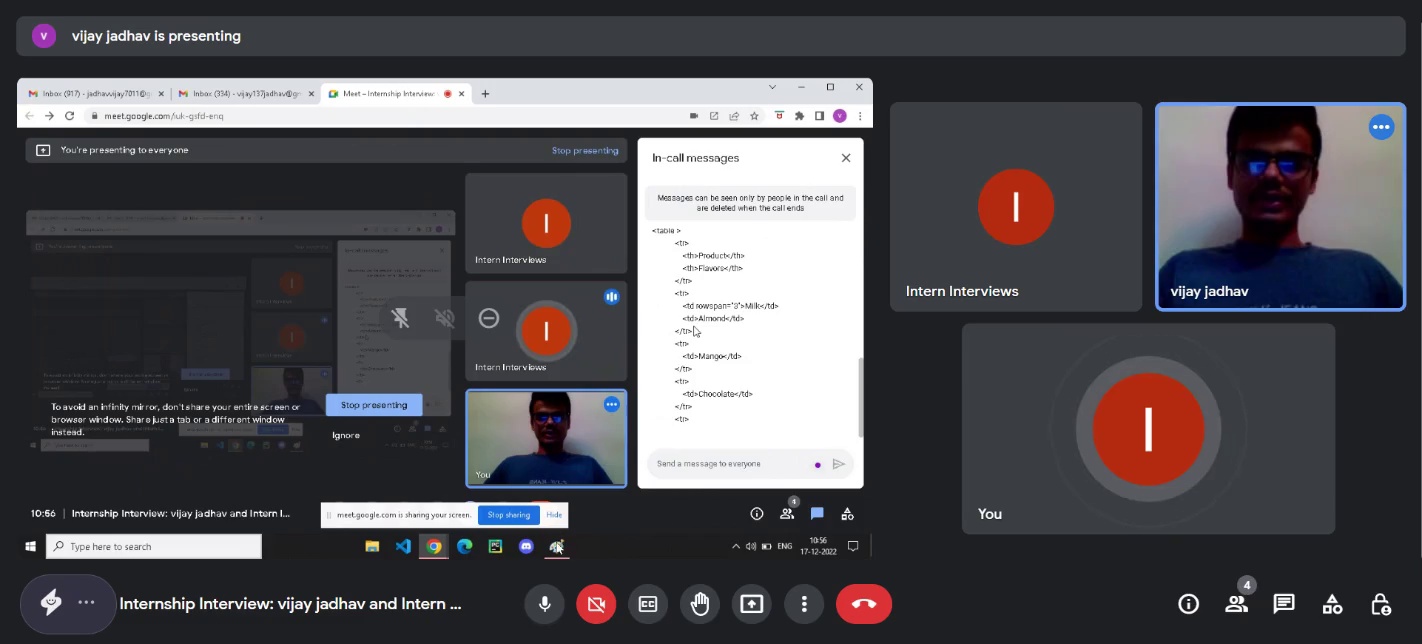 V vijay jadhav is presenting
Inbox (917) - jadhavvijay7011@g
Inbox (334) - vijay137jadhav@g
Meet – Internship Interview:
meet.google.com/iuk-gsfd-enq
You're presenting to everyone
Stop presenting
Intern Interviews
Intern Interviews
You
To avoid an infinity mirror, don't share your entire screen or
browser window. Share just a tab or a different window
instead.
Stop presenting
Ignore
In-call messages
Messages can be seen only by people in the call and
are deleted when the call ends
<table >
<tr>
<th>Product</th>
<th>Flavors</th>
</tr>
<tr>
<td rowspan="3">Milk</td>
<td>Almond</td>
</tr>
<tr>
<td>Mango</td>
</tr>
<tr>
<td>Chocolate</td>
</tr>
<tr>
Send a message to everyone
10:56 | Internship Interview: vijay jadhav and Intern I...
meet.google.com is sharing your screen.
Stop sharing
Hide
4
Type here to search
ENG
10:56
17-12-2022
I
Intern Interviews
vijay jadhav
I
You
Internship Interview: vijay jadhav and Intern ...
CC
4